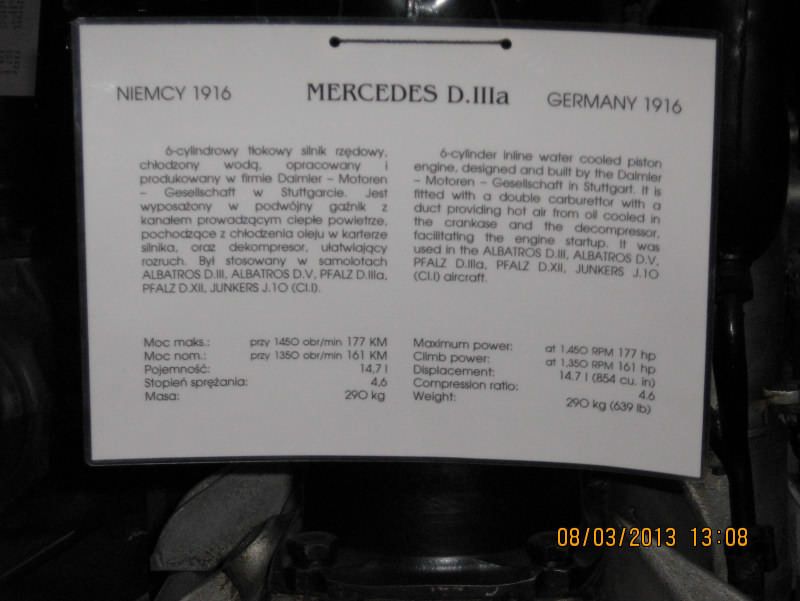 NIEMCY 1916
MERCEDES D.IIIa
GERMANY 1916
6-cylindrowy tłokowy silnik rzędowy,
chłodzony wodą, opracowany i
produkowany w firmie Daimler – Motoren
– Gesellschaft w Stuttgarcie. Jest
wyposażony w podwójny gaźnik z
kanałem prowadzącym ciepłe powietrze,
pochodzące z chłodzenia oleju w karterze
silnika, oraz dekompresor, ułatwiający
rozruch. Był stosowany w samolotach
ALBATROS D.III, ALBATROS D.V, PFALZ D.IIIa,
PFALZ D.XII, JUNKERS J.10 (Cl.I).
Moc maks.: przy 1450 obr/min 177 KM
Moc nom.: przy 1350 obr/min 161 KM
Pojemność: 14,7 l
Stopień sprężania: 4,6
Masa: 290 kg
6-cylinder inline water cooled piston
engine, designed and built by the Daimler
– Motoren – Gesellschaft in Stuttgart. It is
fitted with a double carburettor with a
duct providing hot air from oil cooled in
the crankase and the decompressor,
facilitating the engine startup. It was
used in the ALBATROS D.III, ALBATROS D.V,
PFALZ D.IIIa, PFALZ D.XII, JUNKERS J.10
(Cl.I) aircraft.
Maximum power: at 1,450 RPM 177 hp
Climb power: at 1,350 RPM 161 hp
Displacement: 14.7 l (854 cu. in)
Compression ratio: 4.6
Weight: 290 kg (639 lb)
08/03/2013 13:08